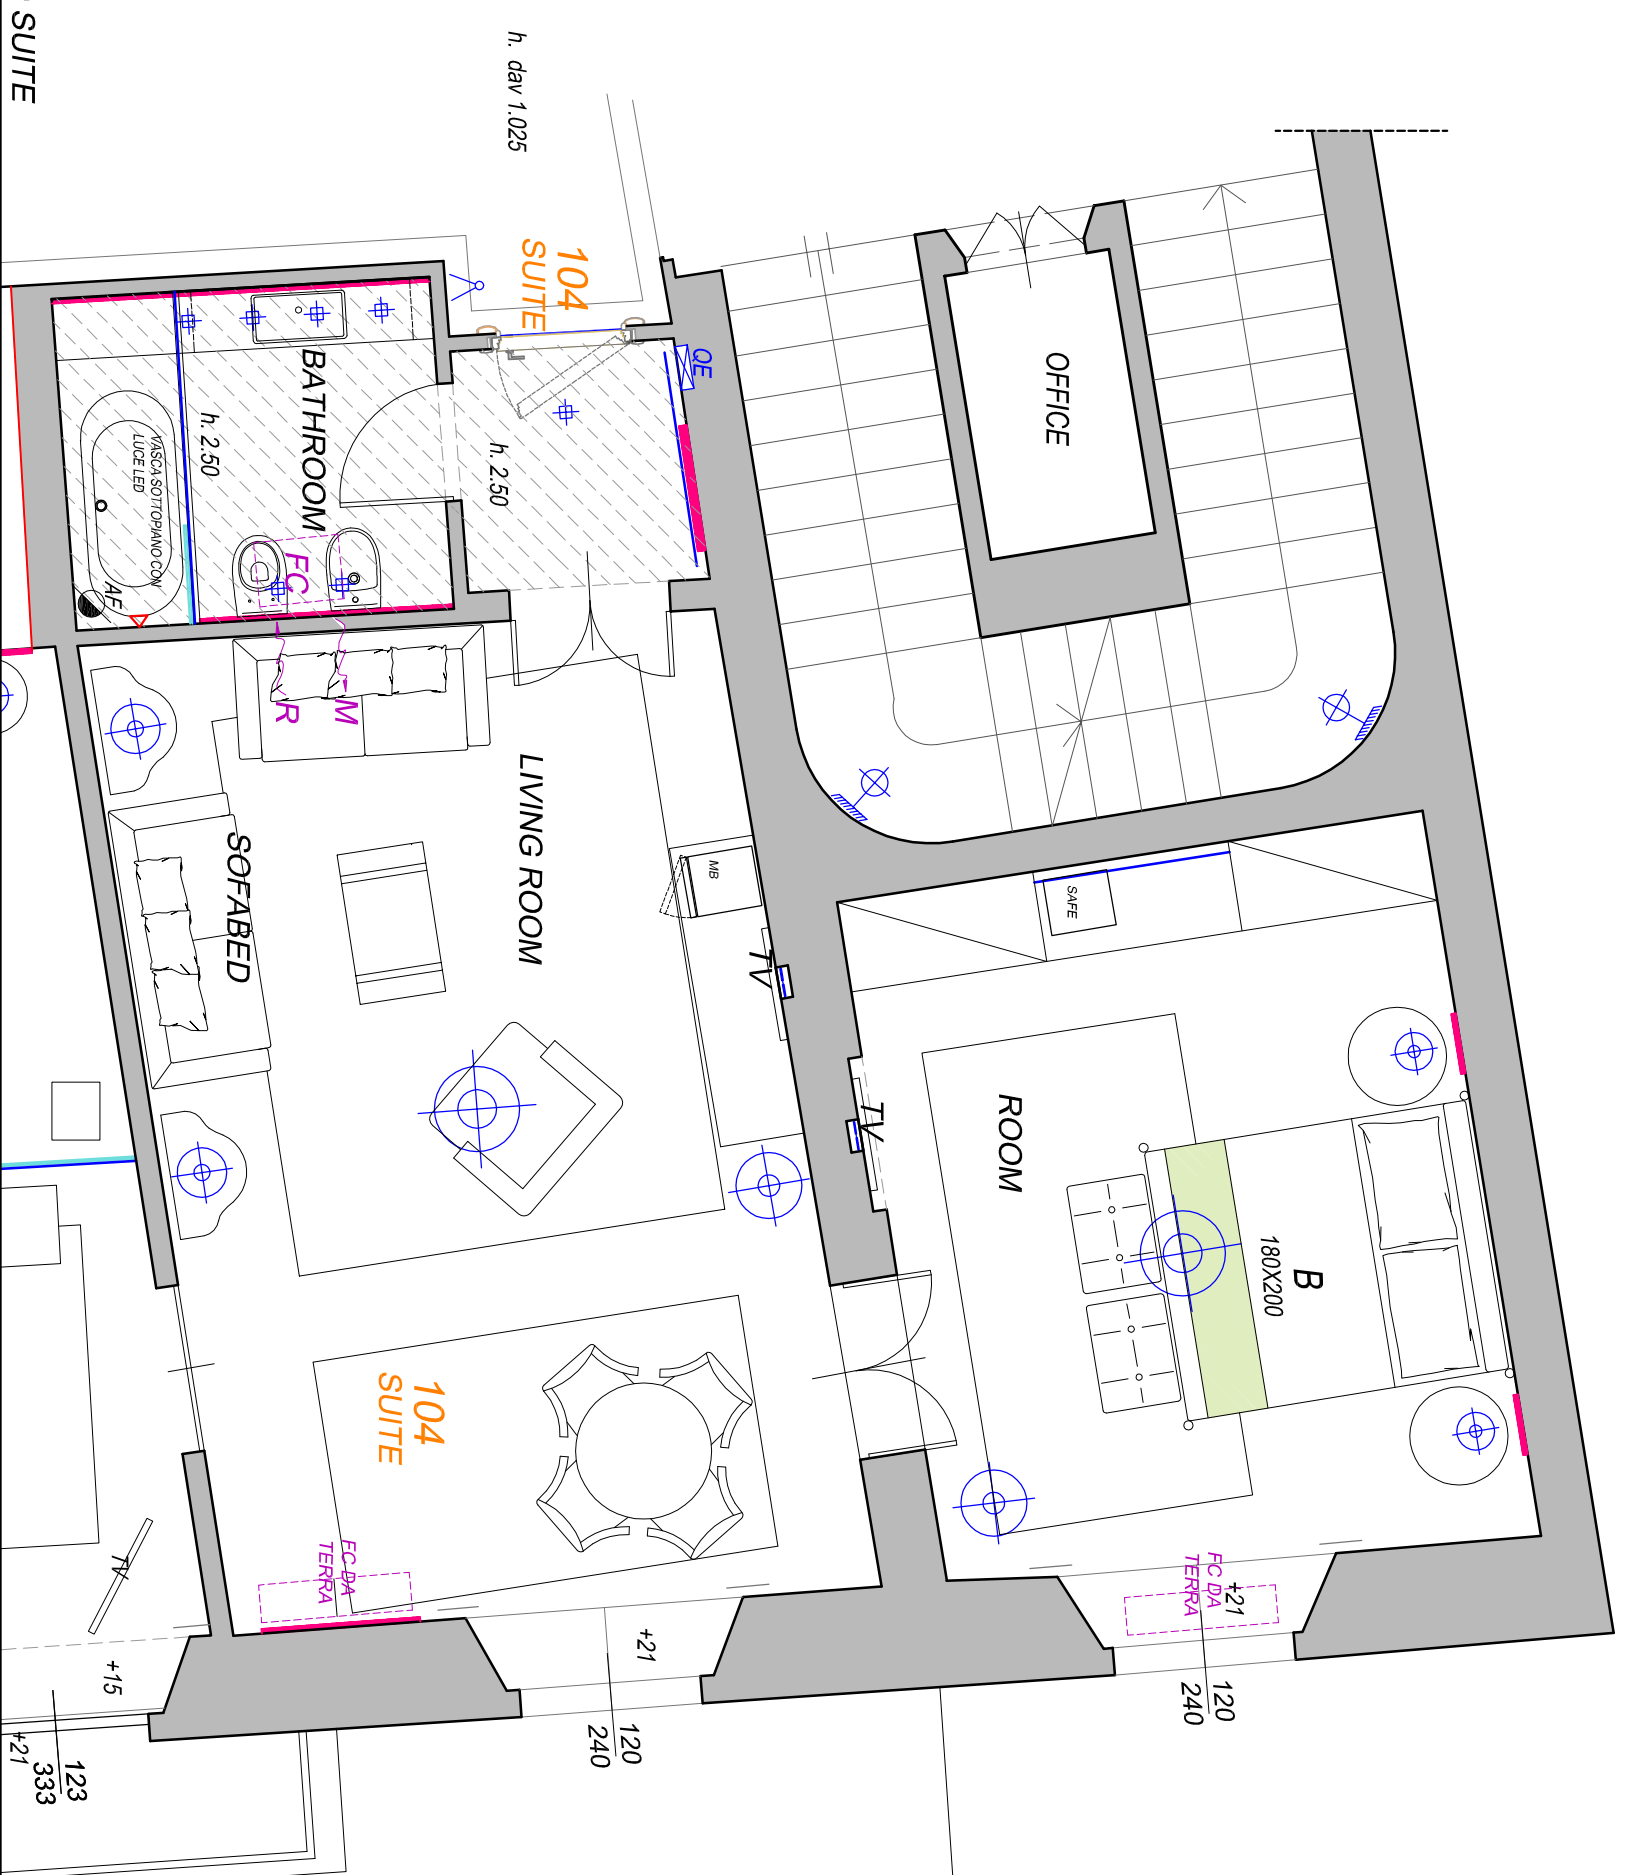 SUITE
h. dav 1.025
104
SUITE
QE
OFFICE
BATHROOM
h. 2.50
h. 2.50
VASCA SOTTOPIANO CON
LUCE LED
FC
AF
M
R
LIVING ROOM
SOFABED
MB
SAFE
TV
TV
ROOM
B
180X200
104
SUITE
FC DA
TERRA
FC DA
TERRA
+21
+21
TV
+15
+21
120
240
120
240
123
333